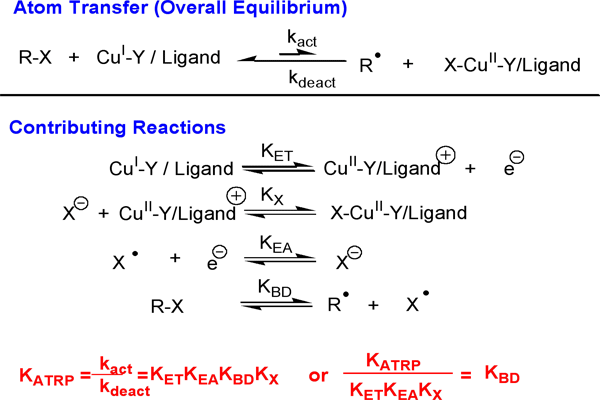 Atom Transfer (Overall Equilibrium)
R-X + Cu^I-Y / Ligand k_act k_deact R• + X-Cu^II-Y/Ligand
Contributing Reactions
Cu^I-Y / Ligand K_ET Cu^II-Y/Ligand⊕ + e⊖
X⊖ + Cu^II-Y/Ligand⊕ K_X X-Cu^II-Y/Ligand
X• + e⊖ K_EA X⊖
R-X K_BD R• + X•
K_ATRP = k_act/k_deact = K_ET K_EA K_BD K_X or K_ATRP/K_ET K_EA K_X = K_BD